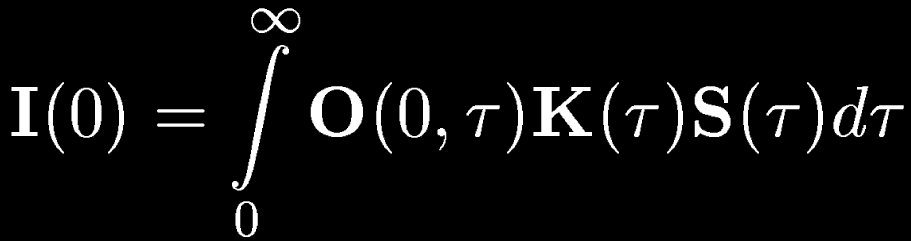 𝐈(0) = ∫₀^∞ 𝐎(0, τ)𝐊(τ)𝐒(τ)dτ